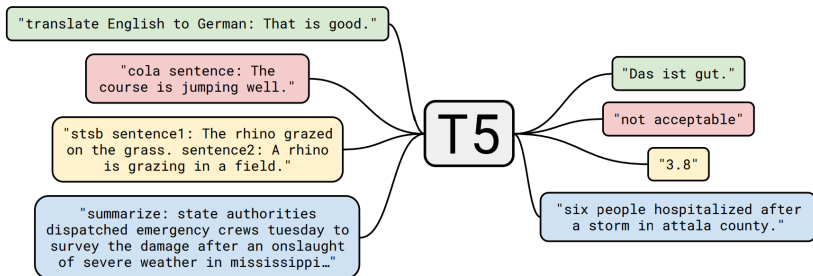 "translate English to German: That is good."
"cola sentence: The
course is jumping well."
"stsb sentence1: The rhino grazed
on the grass. sentence2: A rhino
is grazing in a field."
"summarize: state authorities
dispatched emergency crews tuesday to
survey the damage after an onslaught
of severe weather in mississippi…"
T5
"Das ist gut."
"not acceptable"
"3.8"
"six people hospitalized after
a storm in attala county."